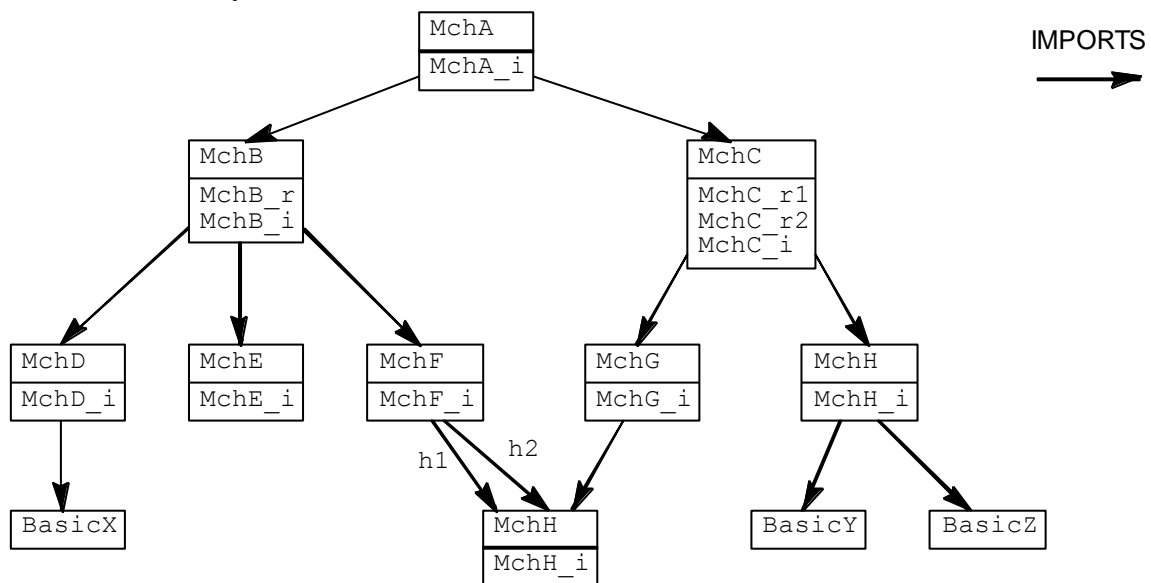 MchA
MchA_i
IMPORTS
MchB
MchB_r
MchB_i
MchC
MchC_r1
MchC_r2
MchC_i
MchD
MchD_i
MchE
MchE_i
MchF
MchF_i
MchG
MchG_i
MchH
MchH_i
h1
h2
BasicX
MchH
MchH_i
BasicY
BasicZ